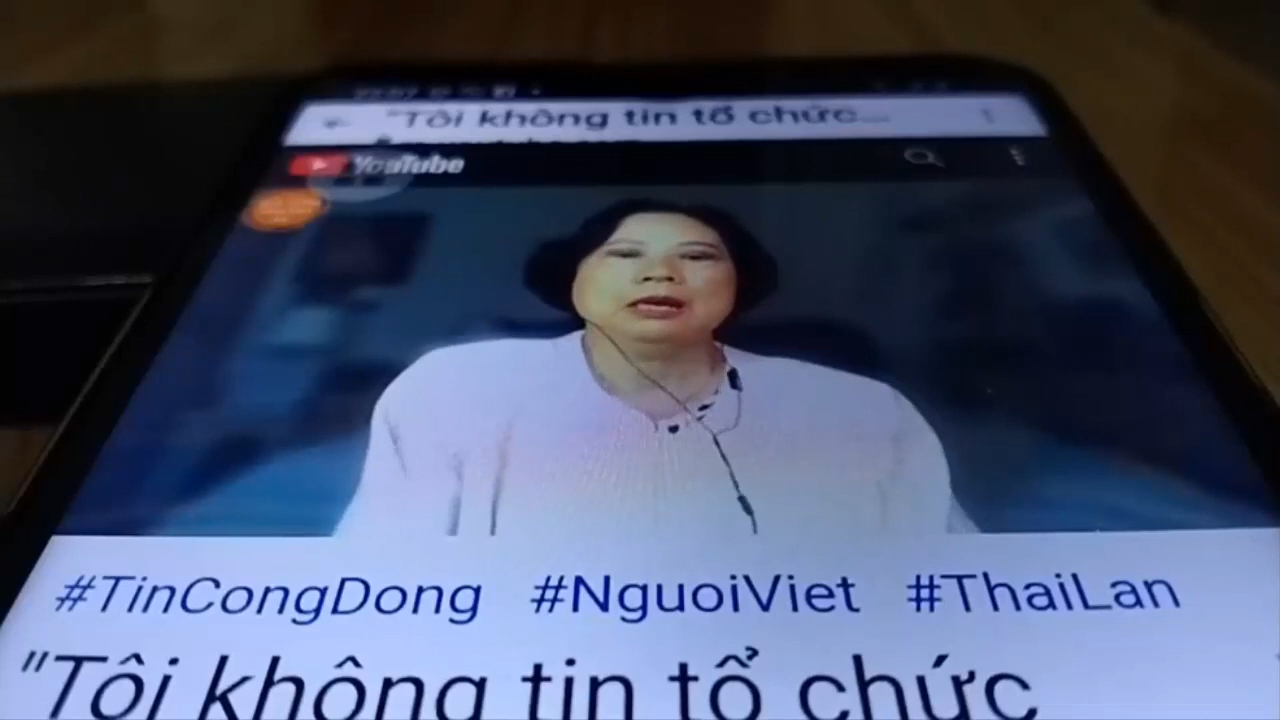 "Tôi không tin tổ chức...
YouTube
#TinCongDong #NguoiViet #ThaiLan
"Tôi không tin tổ chức